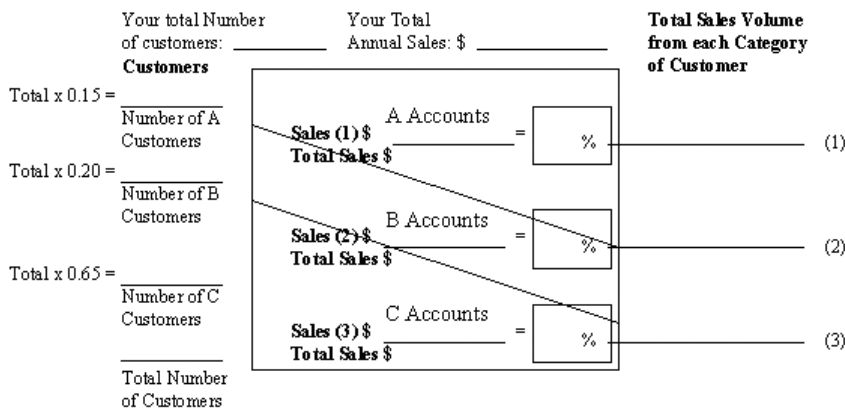 Your total Number
of customers:
Your Total
Annual Sales: $
Total Sales Volume
from each Category
of Customer
Customers
Total x 0.15 =
Number of A
Customers
A Accounts
Sales (1) $
Total Sales $
= % (1)
Total x 0.20 =
Number of B
Customers
B Accounts
Sales (2) $
Total Sales $
= % (2)
Total x 0.65 =
Number of C
Customers
C Accounts
Sales (3) $
Total Sales $
= % (3)
Total Number
of Customers